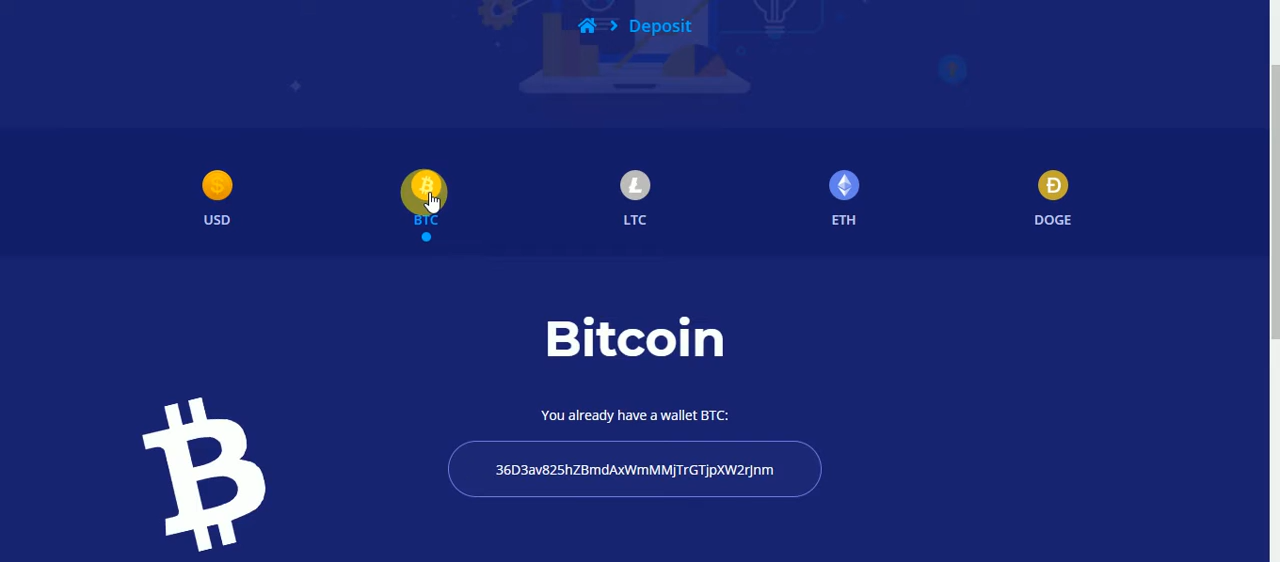 Deposit
USD
BTC
LTC
ETH
DOGE
Bitcoin
You already have a wallet BTC:
36D3av825hZBmdAxWmMMjTrGTjpXW2rJnm